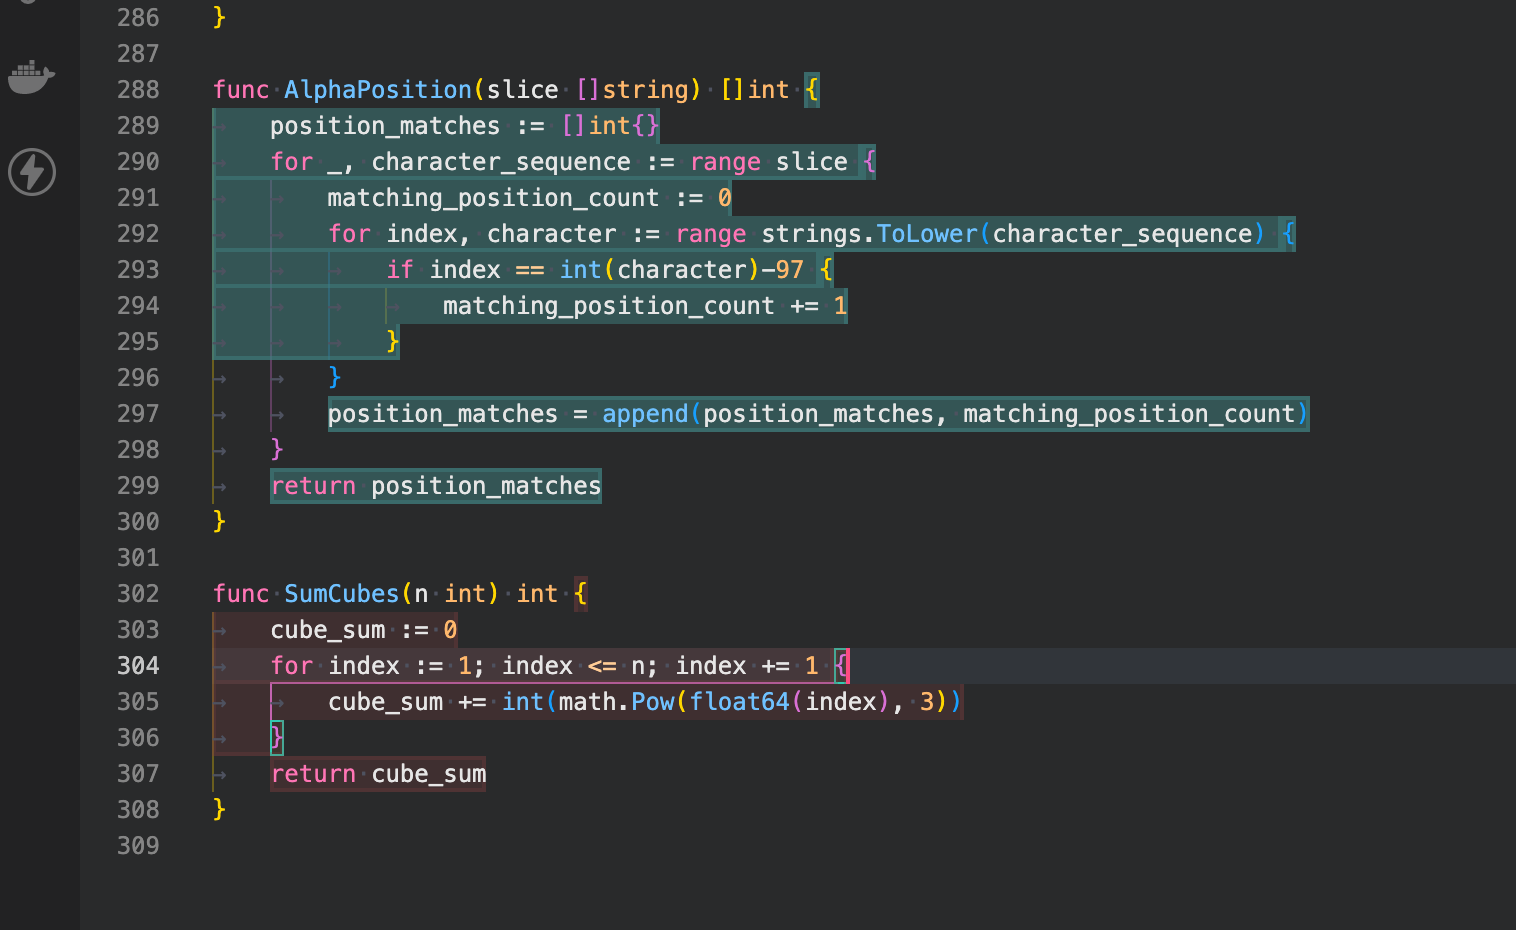 286 }
287
288 func AlphaPosition(slice []string) []int {
289 position_matches := []int{}
290 for _, character_sequence := range slice {
291 matching_position_count := 0
292 for index, character := range strings.ToLower(character_sequence) {
293 if index == int(character)-97 {
294 matching_position_count += 1
295 }
296 }
297 position_matches = append(position_matches, matching_position_count)
298 }
299 return position_matches
300 }
301
302 func SumCubes(n int) int {
303 cube_sum := 0
304 for index := 1; index <= n; index += 1 {
305 cube_sum += int(math.Pow(float64(index), 3))
306 }
307 return cube_sum
308 }
309